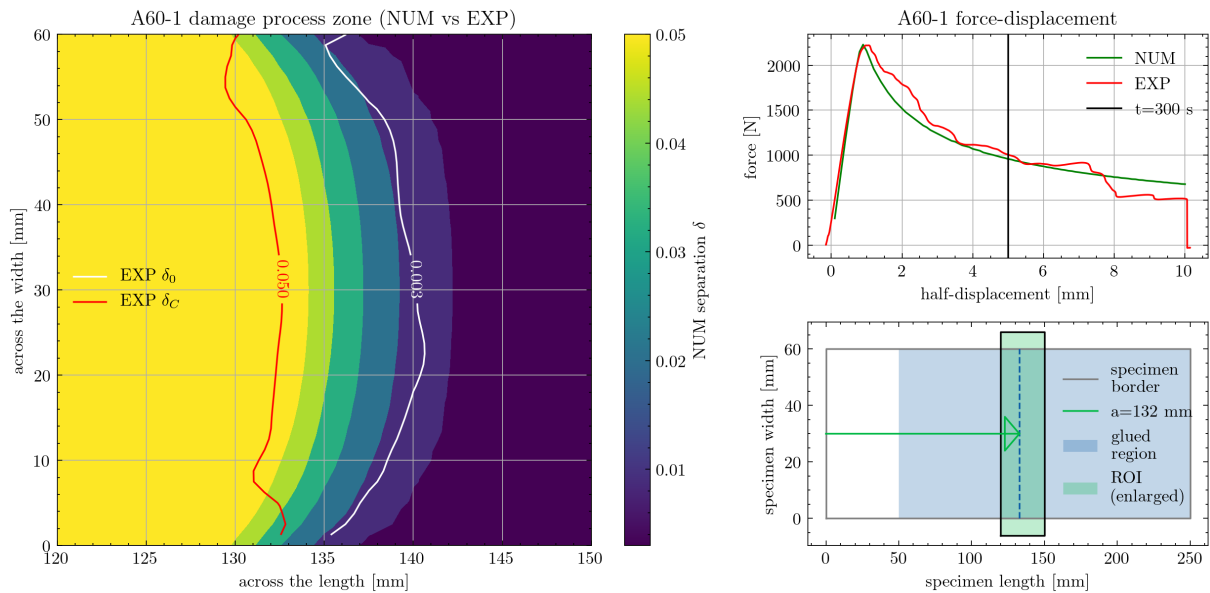 A60-1 damage process zone (NUM vs EXP)
60
50
40
30
20
10
0
across the width [mm]
EXP δ0
EXP δC
0.050
0.003
120
125
130
135
140
145
150
across the length [mm]
0.05
0.04
0.03
0.02
0.01
NUM separation δ
A60-1 force-displacement
2000
1500
1000
500
0
force [N]
NUM
EXP
t=300 s
0
2
4
6
8
10
half-displacement [mm]
60
40
20
0
specimen width [mm]
specimen
border
a=132 mm
glued
region
ROI
(enlarged)
0
50
100
150
200
250
specimen length [mm]